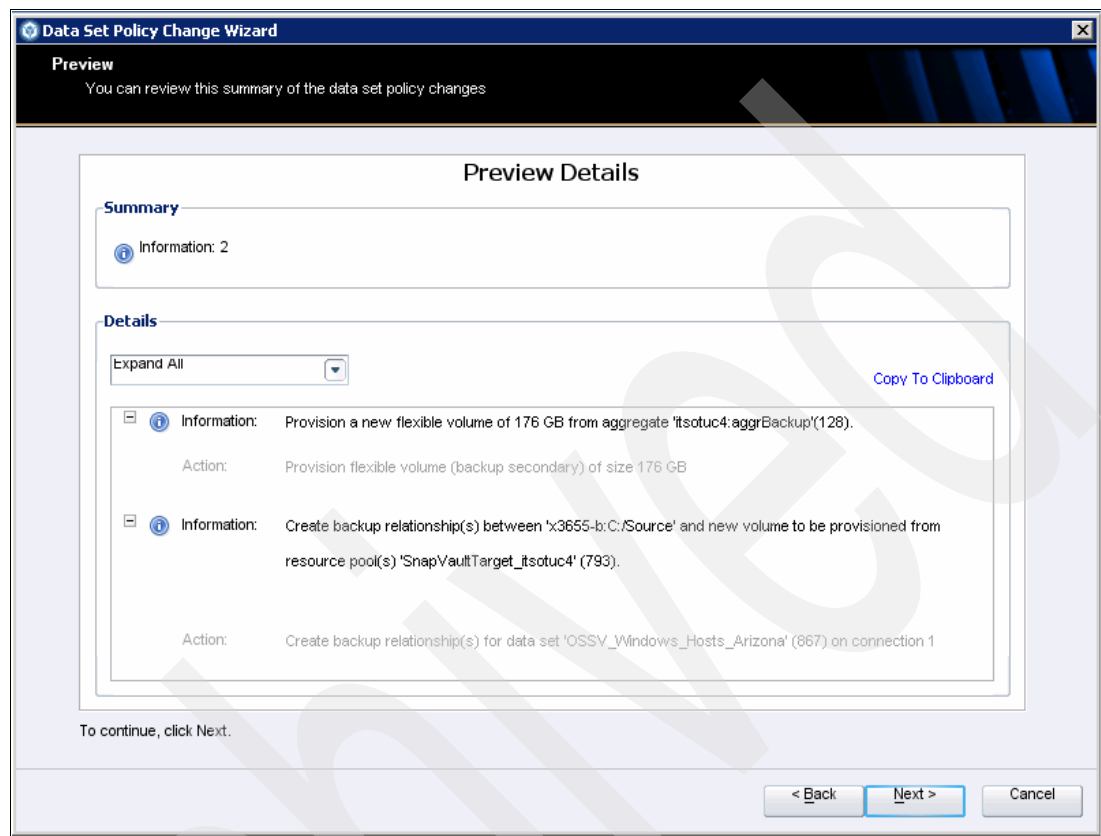 Data Set Policy Change Wizard
Preview
You can review this summary of the data set policy changes
Preview Details
Summary
Information: 2
Details
Expand All
Copy To Clipboard
Information: Provision a new flexible volume of 176 GB from aggregate 'itsotuc4:aggrBackup'(128).
Action: Provision flexible volume (backup secondary) of size 176 GB
Information: Create backup relationship(s) between 'x3655-b:C:/Source' and new volume to be provisioned from
resource pool(s) 'SnapVaultTarget_itsotuc4' (793).
Action: Create backup relationship(s) for data set 'OSSV_Windows_Hosts_Arizona' (867) on connection 1
To continue, click Next.
< Back Next > Cancel